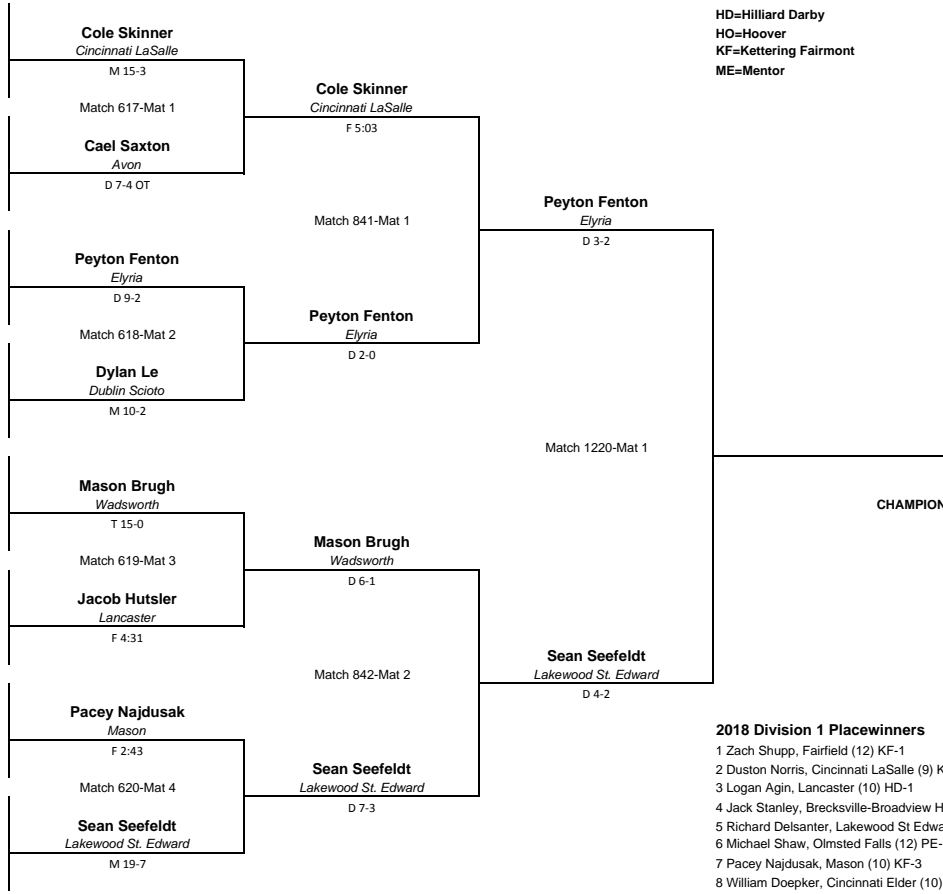 HD=Hilliard Darby
HO=Hoover
KF=Kettering Fairmont
ME=Mentor
Cole Skinner
Cincinnati LaSalle
M 15-3
Match 617-Mat 1
Cael Saxton
Avon
D 7-4 OT
Cole Skinner
Cincinnati LaSalle
F 5:03
Match 841-Mat 1
Peyton Fenton
Elyria
D 9-2
Match 618-Mat 2
Dylan Le
Dublin Scioto
M 10-2
Peyton Fenton
Elyria
D 2-0
Peyton Fenton
Elyria
D 3-2
Match 1220-Mat 1
Mason Brugh
Wadsworth
T 15-0
Match 619-Mat 3
Jacob Hutsler
Lancaster
F 4:31
Mason Brugh
Wadsworth
D 6-1
Match 842-Mat 2
Pacey Najdusak
Mason
F 2:43
Match 620-Mat 4
Sean Seefeldt
Lakewood St. Edward
M 19-7
Sean Seefeldt
Lakewood St. Edward
D 7-3
Sean Seefeldt
Lakewood St. Edward
D 4-2
CHAMPION
2018 Division 1 Placewinners
1 Zach Shupp, Fairfield (12) KF-1
2 Duston Norris, Cincinnati LaSalle (9) K
3 Logan Agin, Lancaster (10) HD-1
4 Jack Stanley, Brecksville-Broadview H
5 Richard Delsanter, Lakewood St Edwa
6 Michael Shaw, Olmsted Falls (12) PE-
7 Pacey Najdusak, Mason (10) KF-3
8 William Doepker, Cincinnati Elder (10)